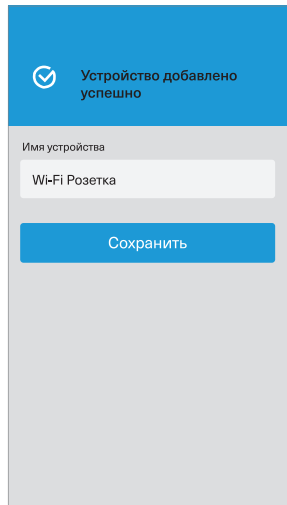 Устройство добавлено
успешно
Имя устройства
Wi-Fi Розетка
Сохранить